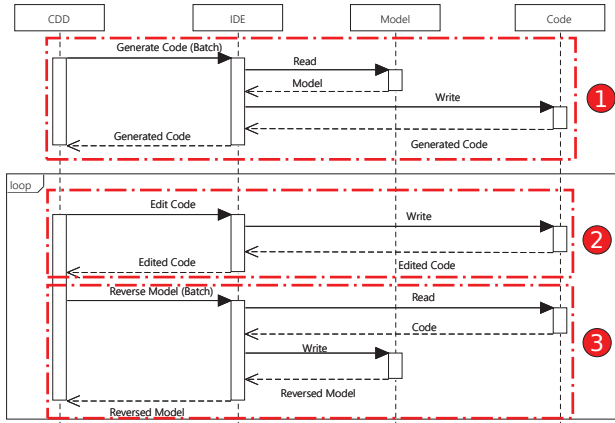 CDD
IDE
Model
Code
Generate Code (Batch)
Read
Model
Write
1
Generated Code
Generated Code
loop
Edit Code
Write
2
Edited Code
Edited Code
Reverse Model (Batch)
Read
Code
3
Write
Reversed Model
Reversed Model